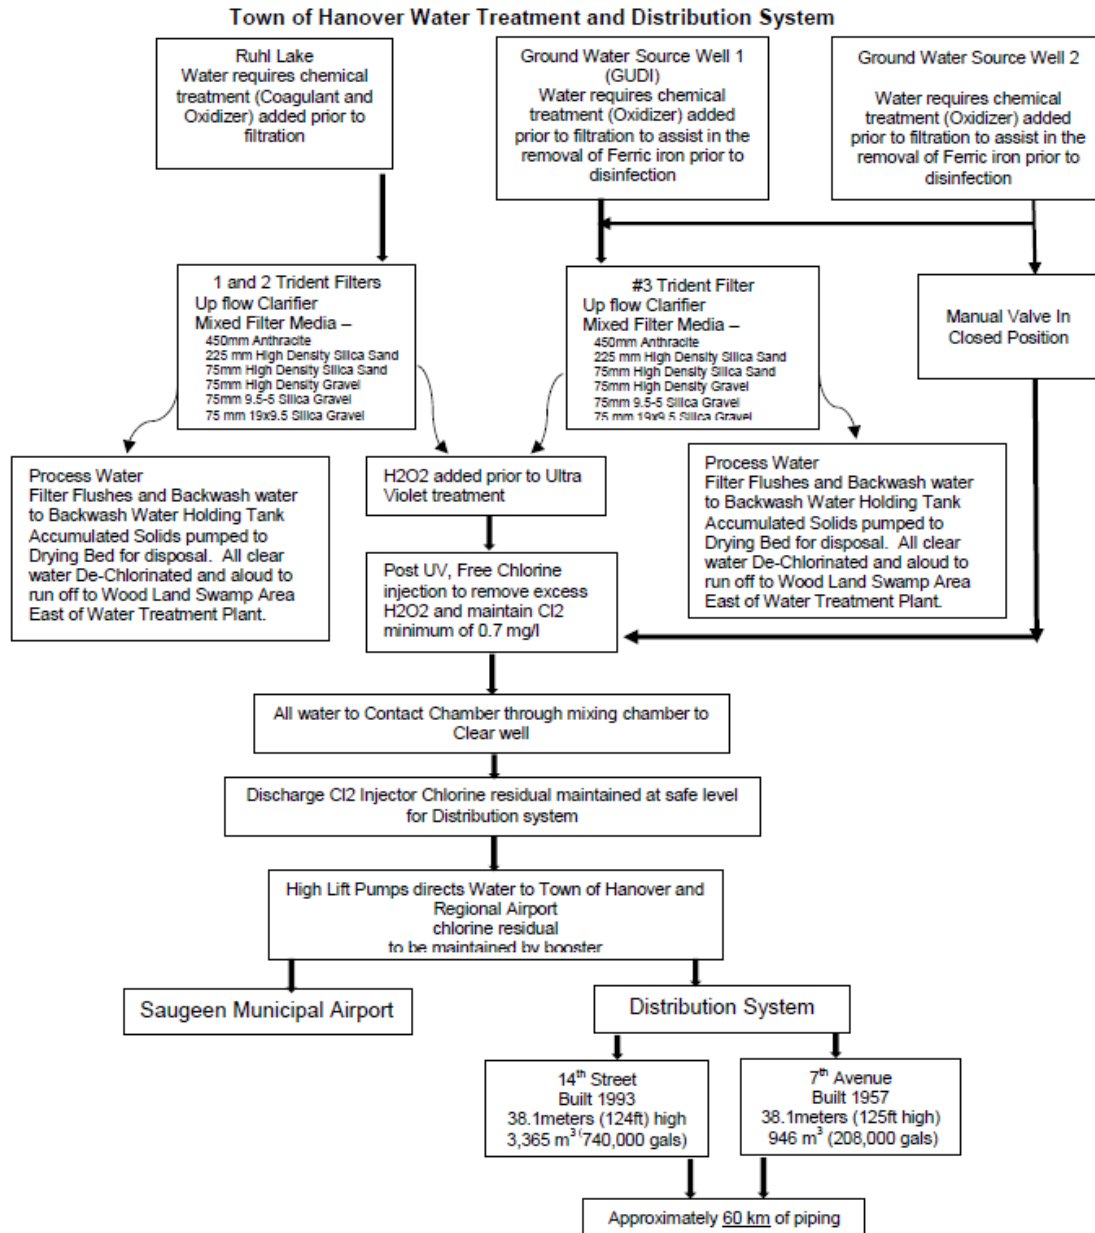 Town of Hanover Water Treatment and Distribution System
Ruhl Lake
Water requires chemical
treatment (Coagulant and
Oxidizer) added prior to
filtration
Ground Water Source Well 1
(GUDI)
Water requires chemical
treatment (Oxidizer) added
prior to filtration to assist in the
removal of Ferric iron prior to
disinfection
Ground Water Source Well 2
Water requires chemical
treatment (Oxidizer) added
prior to filtration to assist in the
removal of Ferric iron prior to
disinfection
1 and 2 Trident Filters
Up flow Clarifier
Mixed Filter Media –
450mm Anthracite
225 mm High Density Silica Sand
75mm High Density Silica Sand
75mm High Density Gravel
75mm 9.5-5 Silica Gravel
75 mm 19x9.5 Silica Gravel
#3 Trident Filter
Up flow Clarifier
Mixed Filter Media –
450mm Anthracite
225 mm High Density Silica Sand
75mm High Density Silica Sand
75mm High Density Gravel
75mm 9.5-5 Silica Gravel
75 mm 19x9.5 Silica Gravel
Manual Valve In
Closed Position
Process Water
Filter Flushes and Backwash water
to Backwash Water Holding Tank
Accumulated Solids pumped to
Drying Bed for disposal. All clear
water De-Chlorinated and aloud to
run off to Wood Land Swamp Area
East of Water Treatment Plant.
H2O2 added prior to Ultra
Violet treatment
Process Water
Filter Flushes and Backwash water
to Backwash Water Holding Tank
Accumulated Solids pumped to
Drying Bed for disposal. All clear
water De-Chlorinated and aloud to
run off to Wood Land Swamp Area
East of Water Treatment Plant.
Post UV, Free Chlorine
injection to remove excess
H2O2 and maintain Cl2
minimum of 0.7 mg/l
All water to Contact Chamber through mixing chamber to
Clear well
Discharge Cl2 Injector Chlorine residual maintained at safe level
for Distribution system
High Lift Pumps directs Water to Town of Hanover and
Regional Airport
chlorine residual
to be maintained by booster
Saugeen Municipal Airport
Distribution System
14th Street
Built 1993
38.1meters (124ft) high
3,365 m3 (740,000 gals)
7th Avenue
Built 1957
38.1meters (125ft high)
946 m3 (208,000 gals)
Approximately 60 km of piping